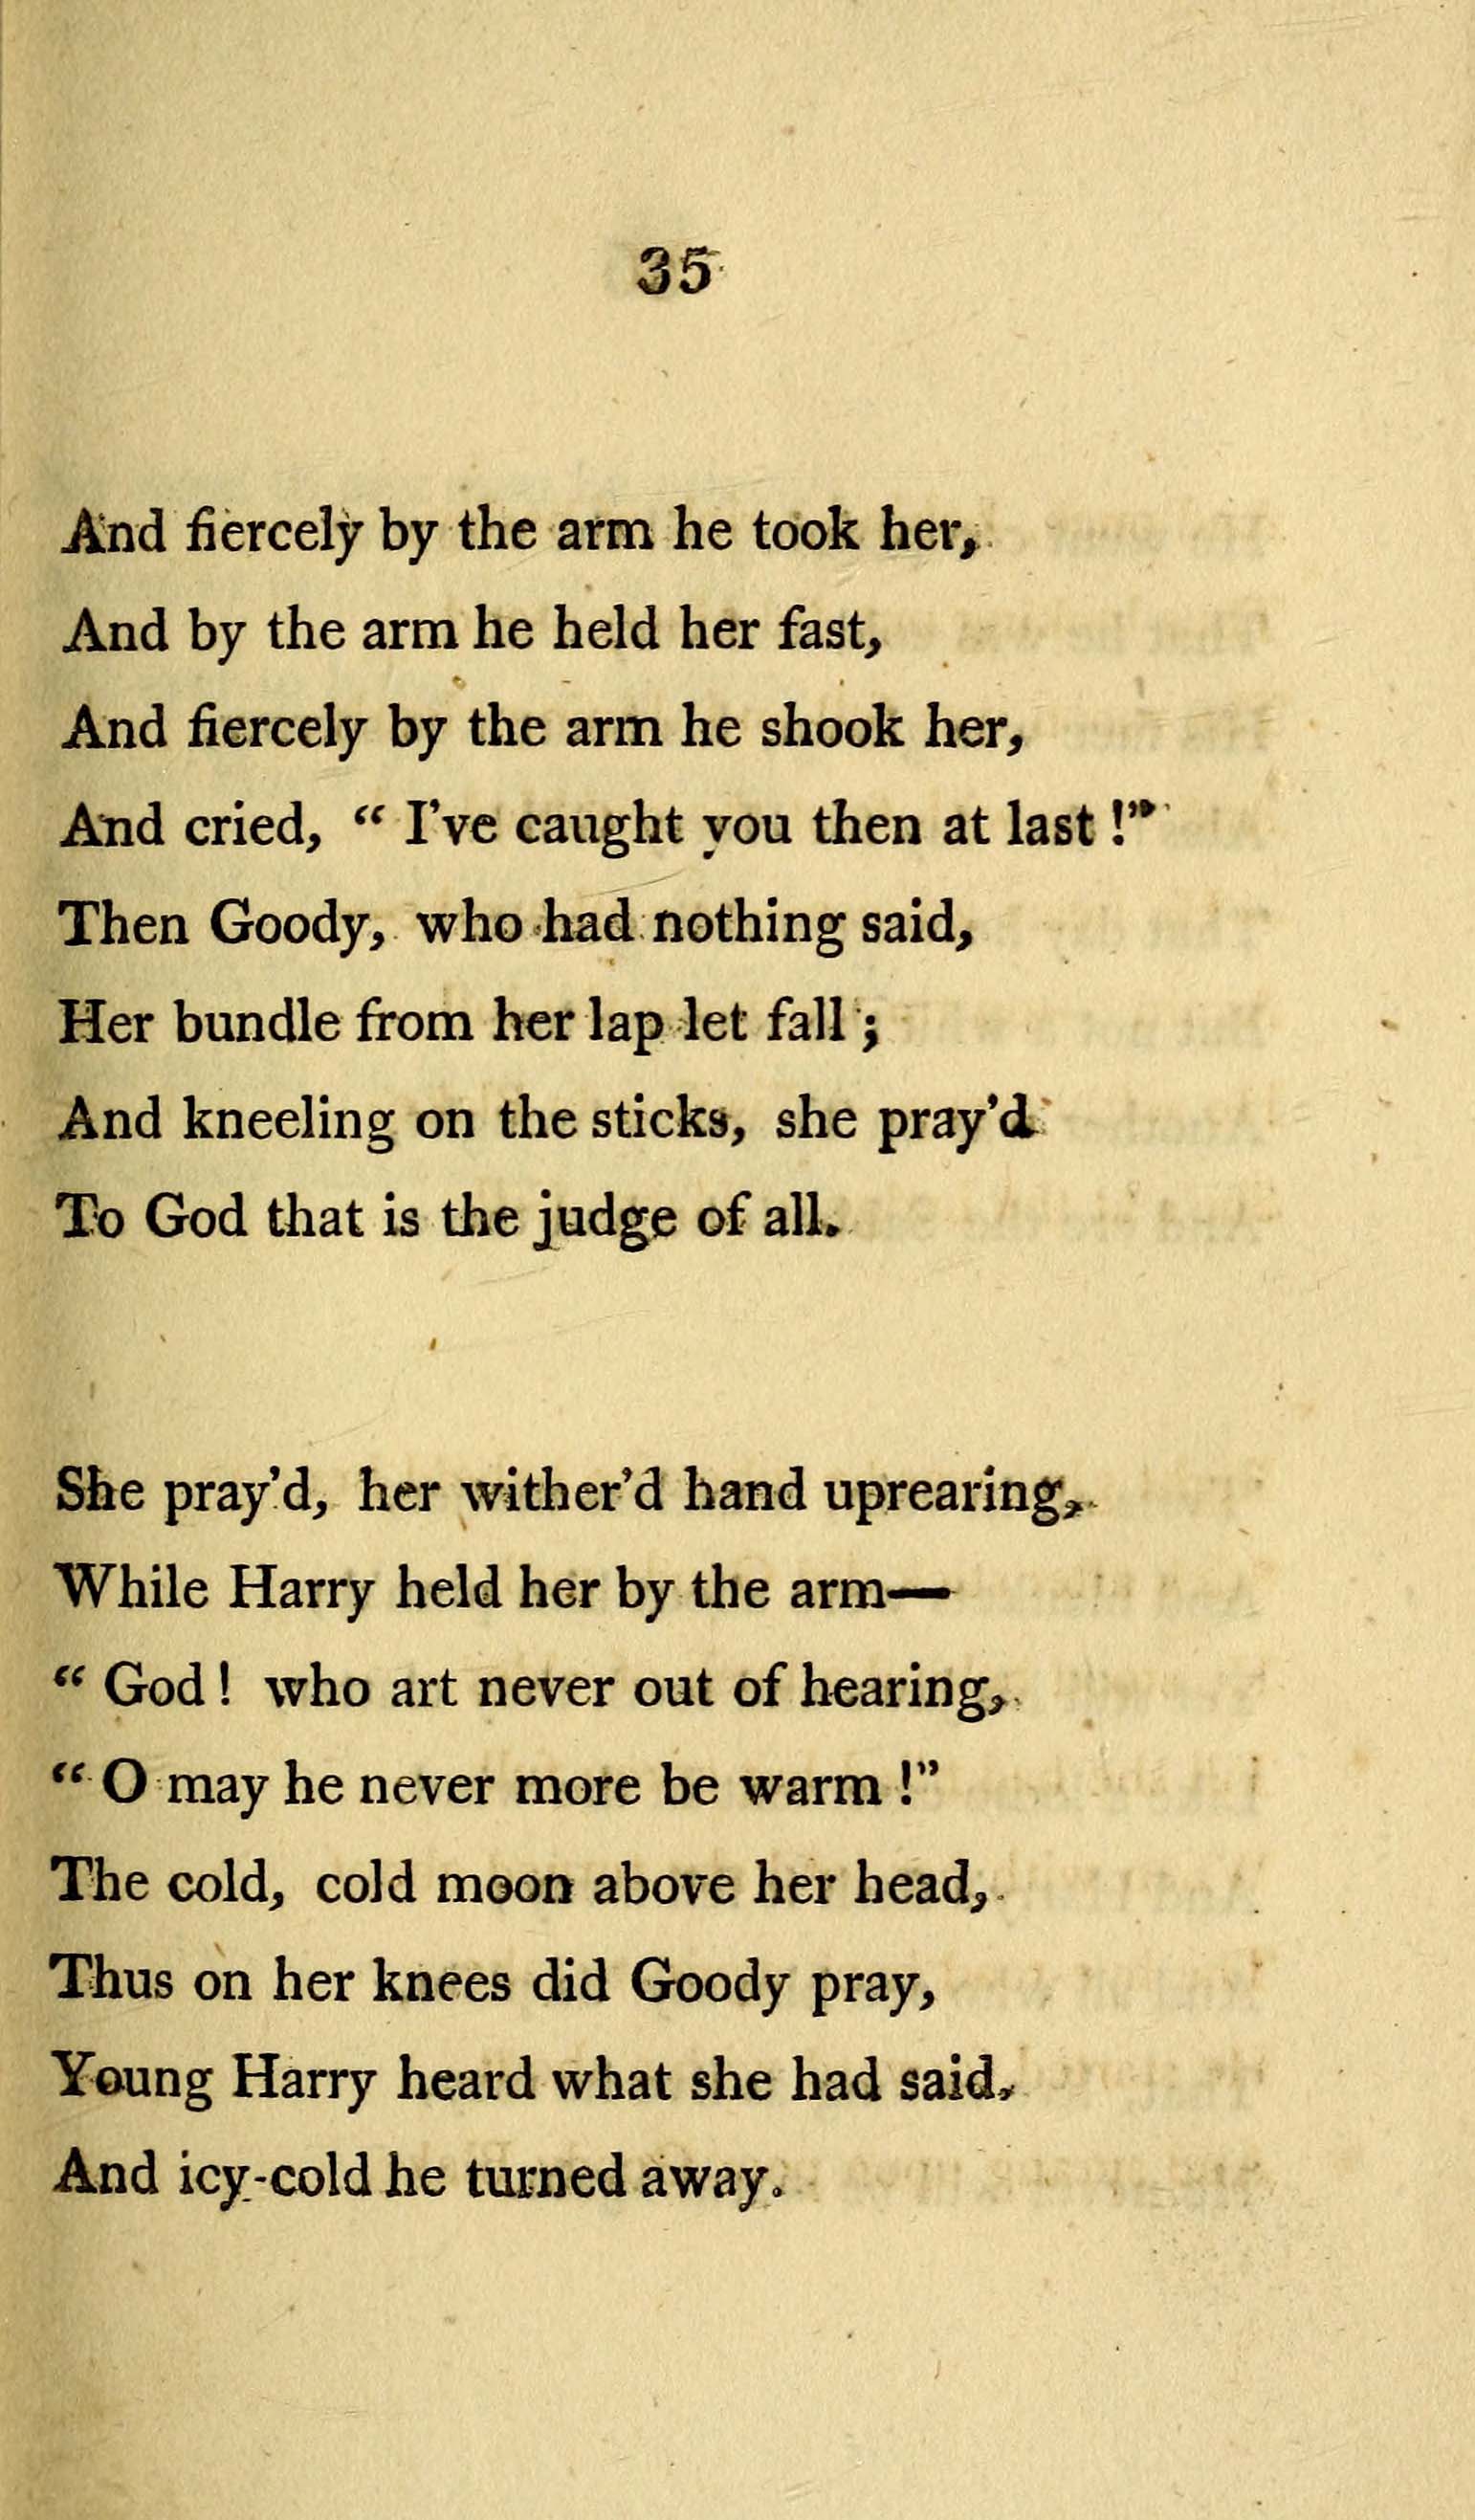 35
And fiercely by the arm he took her,
And by the arm he held her fast,
And fiercely by the arm he shook her,
And cried, “ I’ve caught you then at last !”
Then Goody, who had nothing said,
Her bundle from her lap let fall ;
And kneeling on the sticks, she pray’d
To God that is the judge of all.
She pray’d, her wither’d hand uprearing,
While Harry held her by the arm—
“ God ! who art never out of hearing,
“ O may he never more be warm !”
The cold, cold moon above her head,
Thus on her knees did Goody pray,
Young Harry heard what she had said,
And icy-cold he turned away.